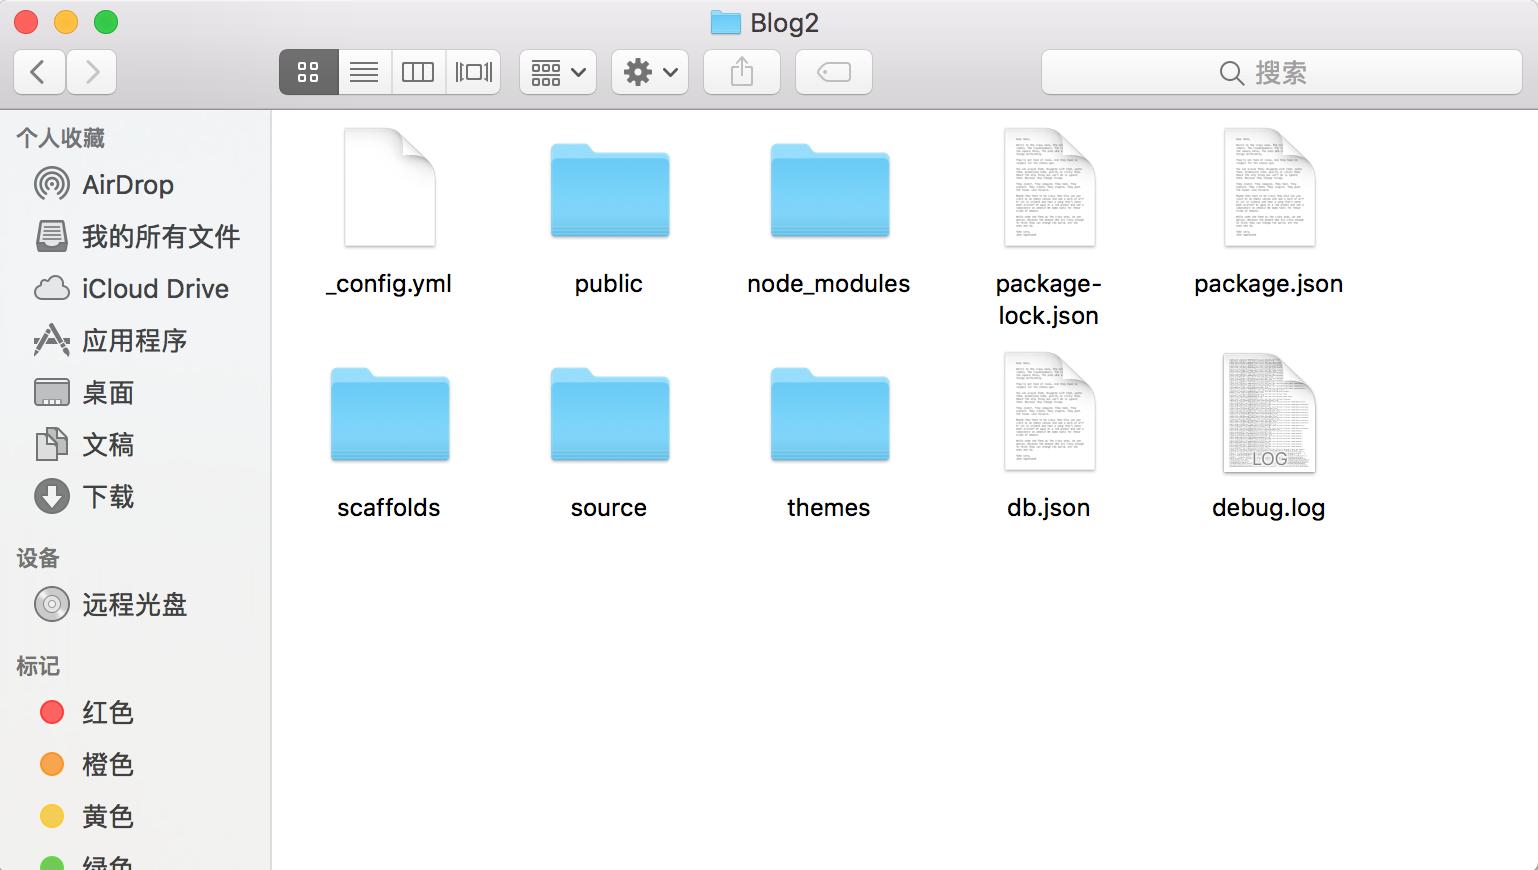 Blog2
搜索
个人收藏
AirDrop
我的所有文件
iCloud Drive
应用程序
桌面
文稿
下载
设备
远程光盘
标记
红色
橙色
黄色
绿色
_config.yml
public
node_modules
package-
lock.json
package.json
scaffolds
source
themes
db.json
LOG
debug.log